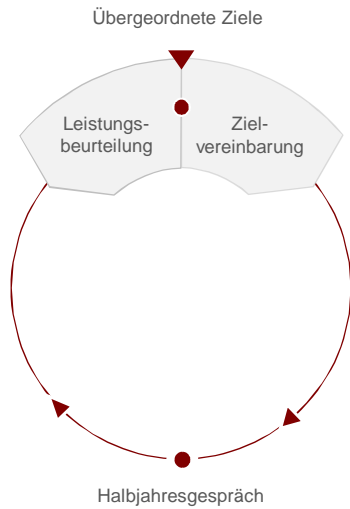 Übergeordnete Ziele
Leistungs-
beurteilung
Ziel-
vereinbarung
Halbjahresgespräch